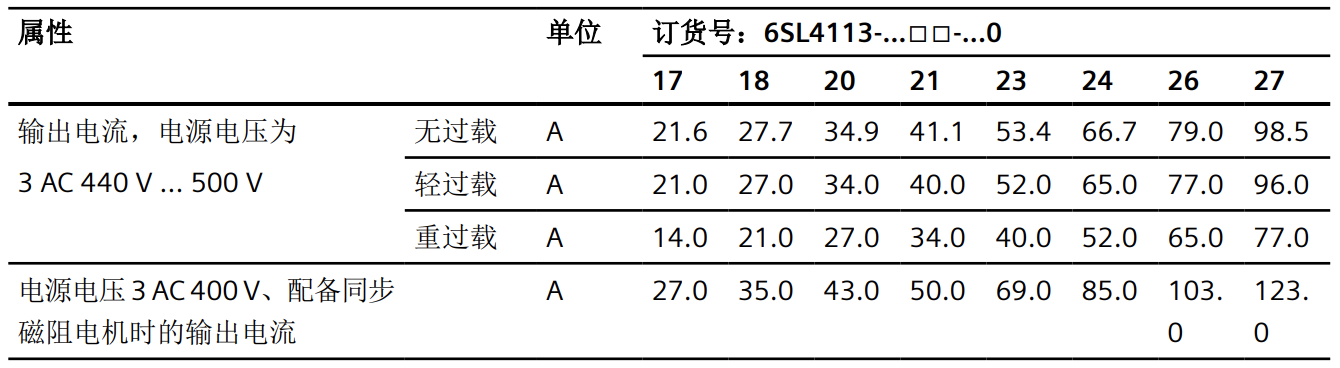 属性 单位 订货号：6SL4113-...□□-...0
17 18 20 21 23 24 26 27
输出电流，电源电压为 无过载 A 21.6 27.7 34.9 41.1 53.4 66.7 79.0 98.5
3 AC 440 V ... 500 V 轻过载 A 21.0 27.0 34.0 40.0 52.0 65.0 77.0 96.0
重过载 A 14.0 21.0 27.0 34.0 40.0 52.0 65.0 77.0
电源电压 3 AC 400 V、配备同步 A 27.0 35.0 43.0 50.0 69.0 85.0 103. 123.
磁阻电机时的输出电流 0 0